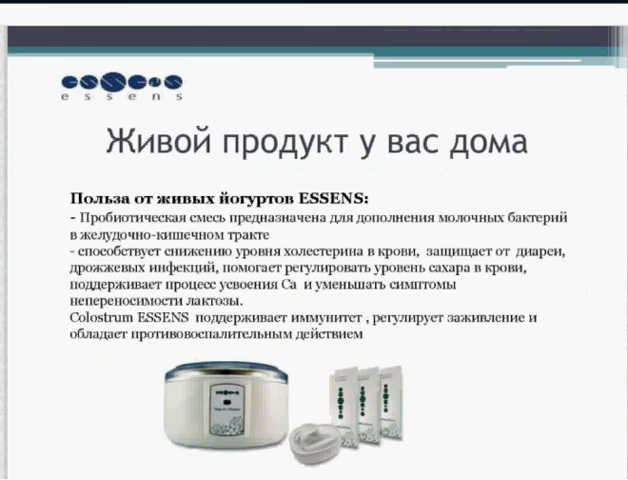 essens
essens
Живой продукт у вас дома
Польза от живых йогуртов ESSENS:
- Пробиотическая смесь предназначена для дополнения молочных бактерий
в желудочно-кишечном тракте
- способствует снижению уровня холестерина в крови, защищает от диареи,
дрожжевых инфекций, помогает регулировать уровень сахара в крови,
поддерживает процесс усвоения Ca и уменьшать симптомы
непереносимости лактозы.
Colostrum ESSENS поддерживает иммунитет , регулирует заживление и
обладает противовоспалительным действием